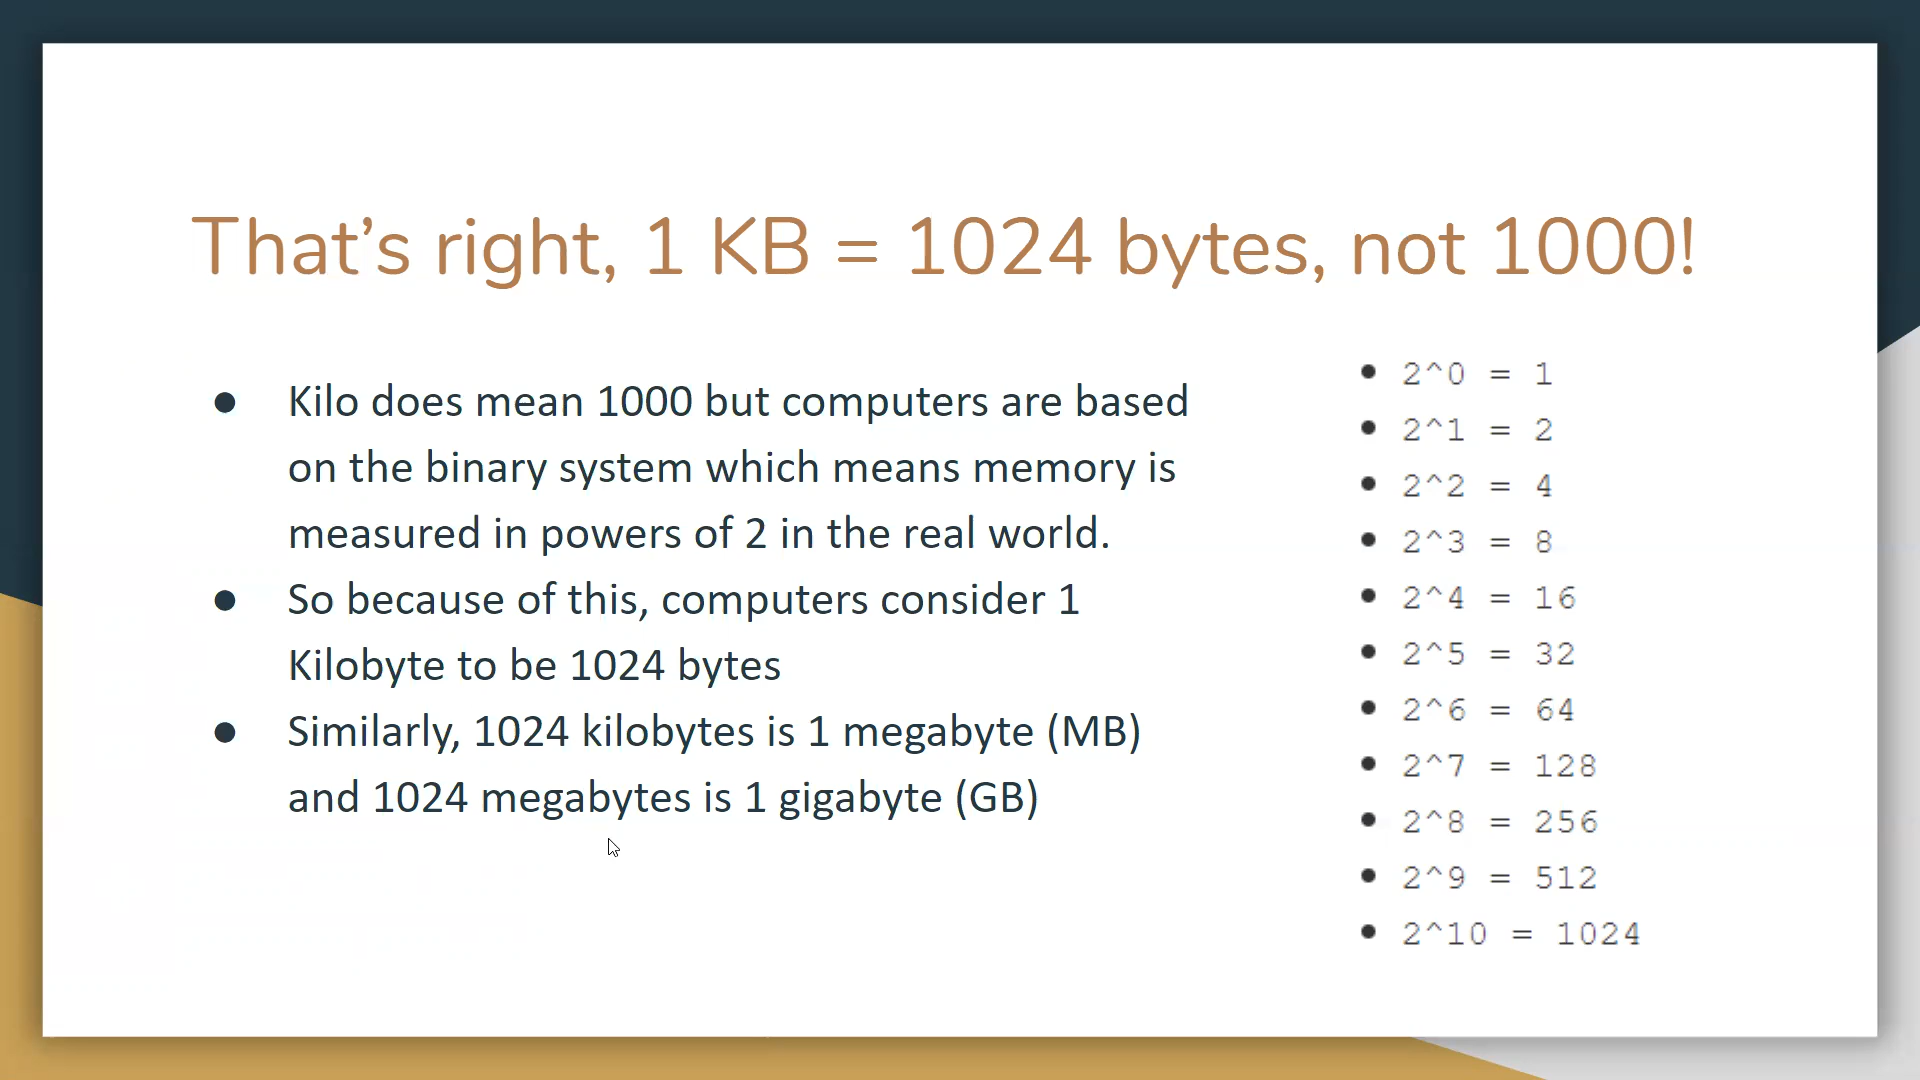 That’s right, 1 KB = 1024 bytes, not 1000!
● Kilo does mean 1000 but computers are based
on the binary system which means memory is
measured in powers of 2 in the real world.
● So because of this, computers consider 1
Kilobyte to be 1024 bytes
● Similarly, 1024 kilobytes is 1 megabyte (MB)
and 1024 megabytes is 1 gigabyte (GB)
● 2^0 = 1
● 2^1 = 2
● 2^2 = 4
● 2^3 = 8
● 2^4 = 16
● 2^5 = 32
● 2^6 = 64
● 2^7 = 128
● 2^8 = 256
● 2^9 = 512
● 2^10 = 1024